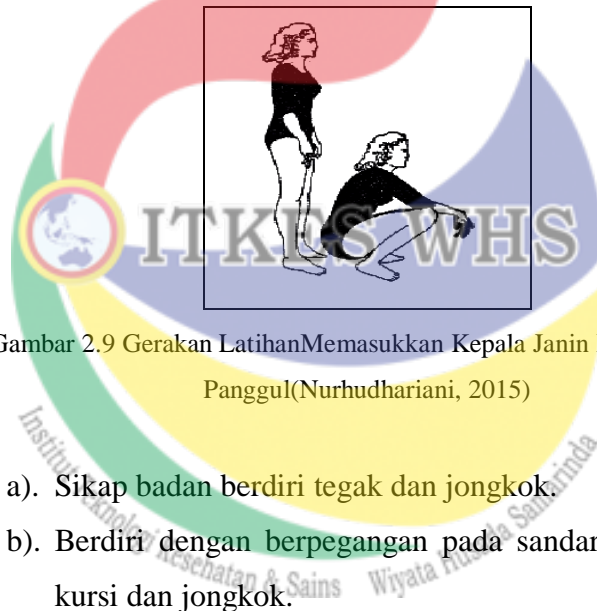 ITKES WHS
Gambar 2.9 Gerakan LatihanMemasukkan Kepala Janin
Panggul(Nurhudhariani, 2015)
a). Sikap badan berdiri tegak dan jongkok.
b). Berdiri dengan berpegangan pada
kursi dan jongkok.
Institut Teknologi Kesehatan & Sains Wiyata Husada Samarinda